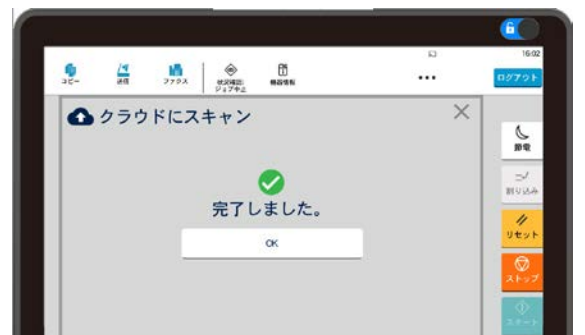 16:02
コピー
送信
ファクス
状況確認/
ジョブ中止
機器情報
ログアウト
クラウドにスキャン
完了しました。
OK
節電
割り込み
リセット
ストップ
スタート